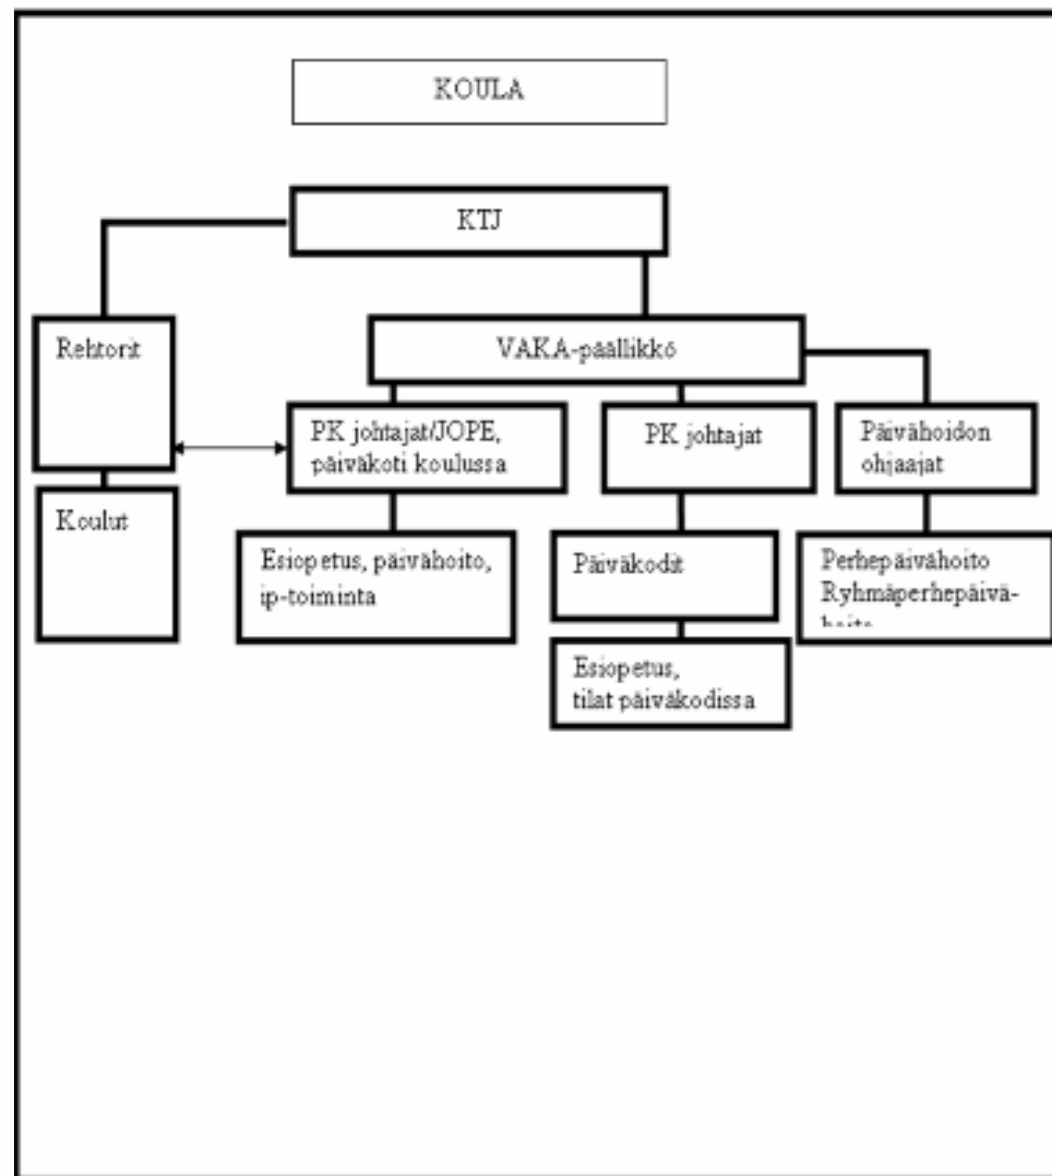 KOULA
KTJ
Rehtorit
VAKA-päällikkö
PK johtajat/JOPE,
päiväkoti koulussa
PK johtajat
Päivähoidon
ohjaajat
Koulut
Esiopetus, päivähoito,
ip-toiminta
Päiväkodit
Perhepäivähoito
Ryhmäperhepäivä-
Esiopetus,
tilat päiväkodissa